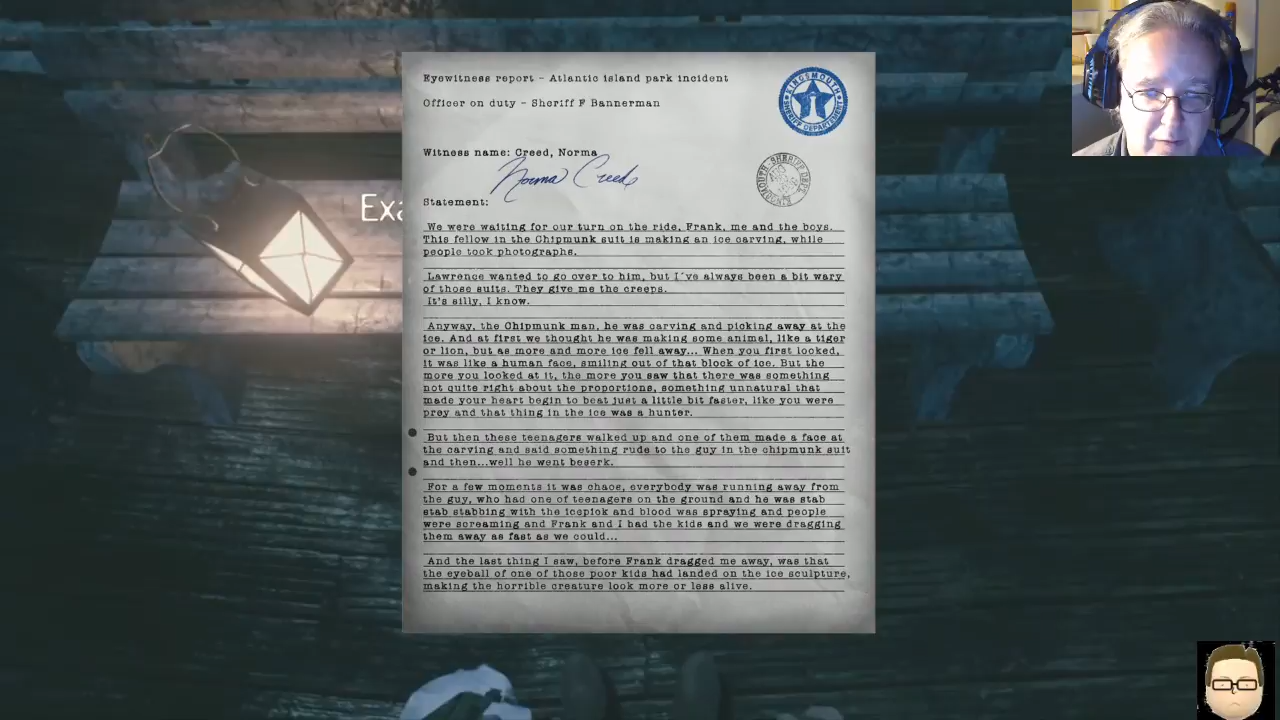 Eyewitness report - Atlantic island park incident
Officer on duty - Sheriff F Bannerman
KINGSMOUTH
SHERIFF DEPARTMENT
Witness name: Creed, Norma
Norma Creed
Exa
Statement:
We were waiting for our turn on the ride, Frank, me and the boys.
This fellow in the Chipmunk suit is making an ice carving, while
people took photographs.
Lawrence wanted to go over to him, but I´ve always been a bit wary
of those suits. They give me the creeps.
It's silly, I know.
Anyway, the Chipmunk man, he was carving and picking away at the
ice. And at first we thought he was making some animal, like a tiger
or lion, but as more and more ice fell away... When you first looked,
it was like a human face, smiling out of that block of ice. But the
more you looked at it, the more you saw that there was something
not quite right about the proportions, something unnatural that
made your heart begin to beat just a little bit faster, like you were
prey and that thing in the ice was a hunter.
But then these teenagers walked up and one of them made a face at
the carving and said something rude to the guy in the chipmunk suit
and then...well he went beserk.
For a few moments it was chaos, everybody was running away from
the guy, who had one of teenagers on the ground and he was stab
stab stabbing with the icepick and blood was spraying and people
were screaming and Frank and I had the kids and we were dragging
them away as fast as we could...
And the last thing I saw, before Frank dragged me away, was that
the eyeball of one of those poor kids had landed on the ice sculpture,
making the horrible creature look more or less alive.